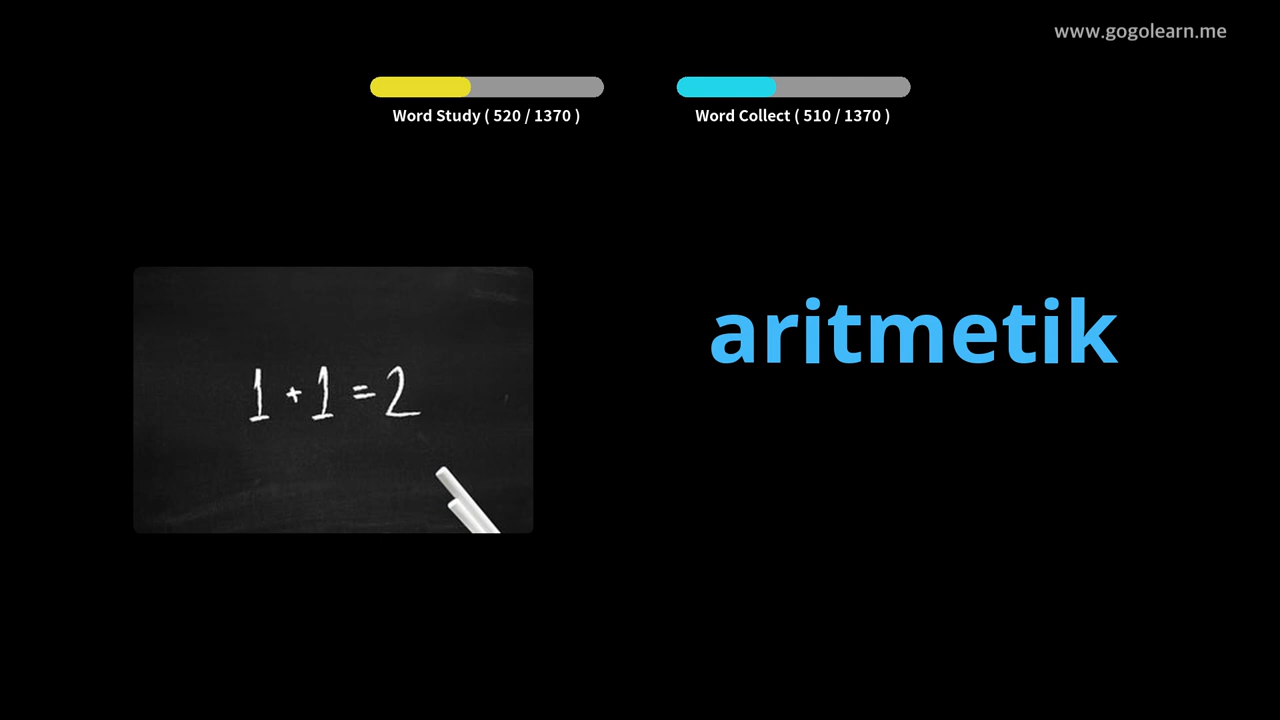 www.gogolearn.me
Word Study ( 520 / 1370 )
Word Collect ( 510 / 1370 )
aritmetik
1 + 1 = 2